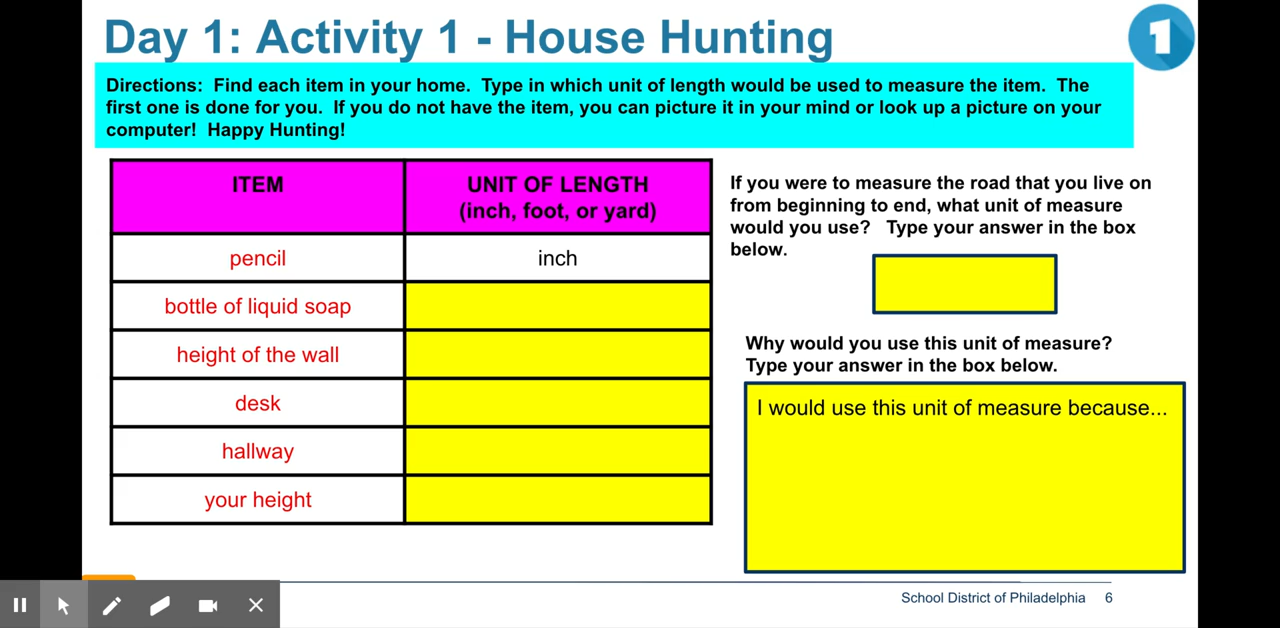 Day 1: Activity 1 - House Hunting
1
Directions: Find each item in your home. Type in which unit of length would be used to measure the item. The
first one is done for you. If you do not have the item, you can picture it in your mind or look up a picture on your
computer! Happy Hunting!
ITEM
UNIT OF LENGTH
(inch, foot, or yard)
pencil
inch
bottle of liquid soap
height of the wall
desk
hallway
your height
If you were to measure the road that you live on
from beginning to end, what unit of measure
would you use? Type your answer in the box
below.
Why would you use this unit of measure?
Type your answer in the box below.
I would use this unit of measure because...
School District of Philadelphia 6